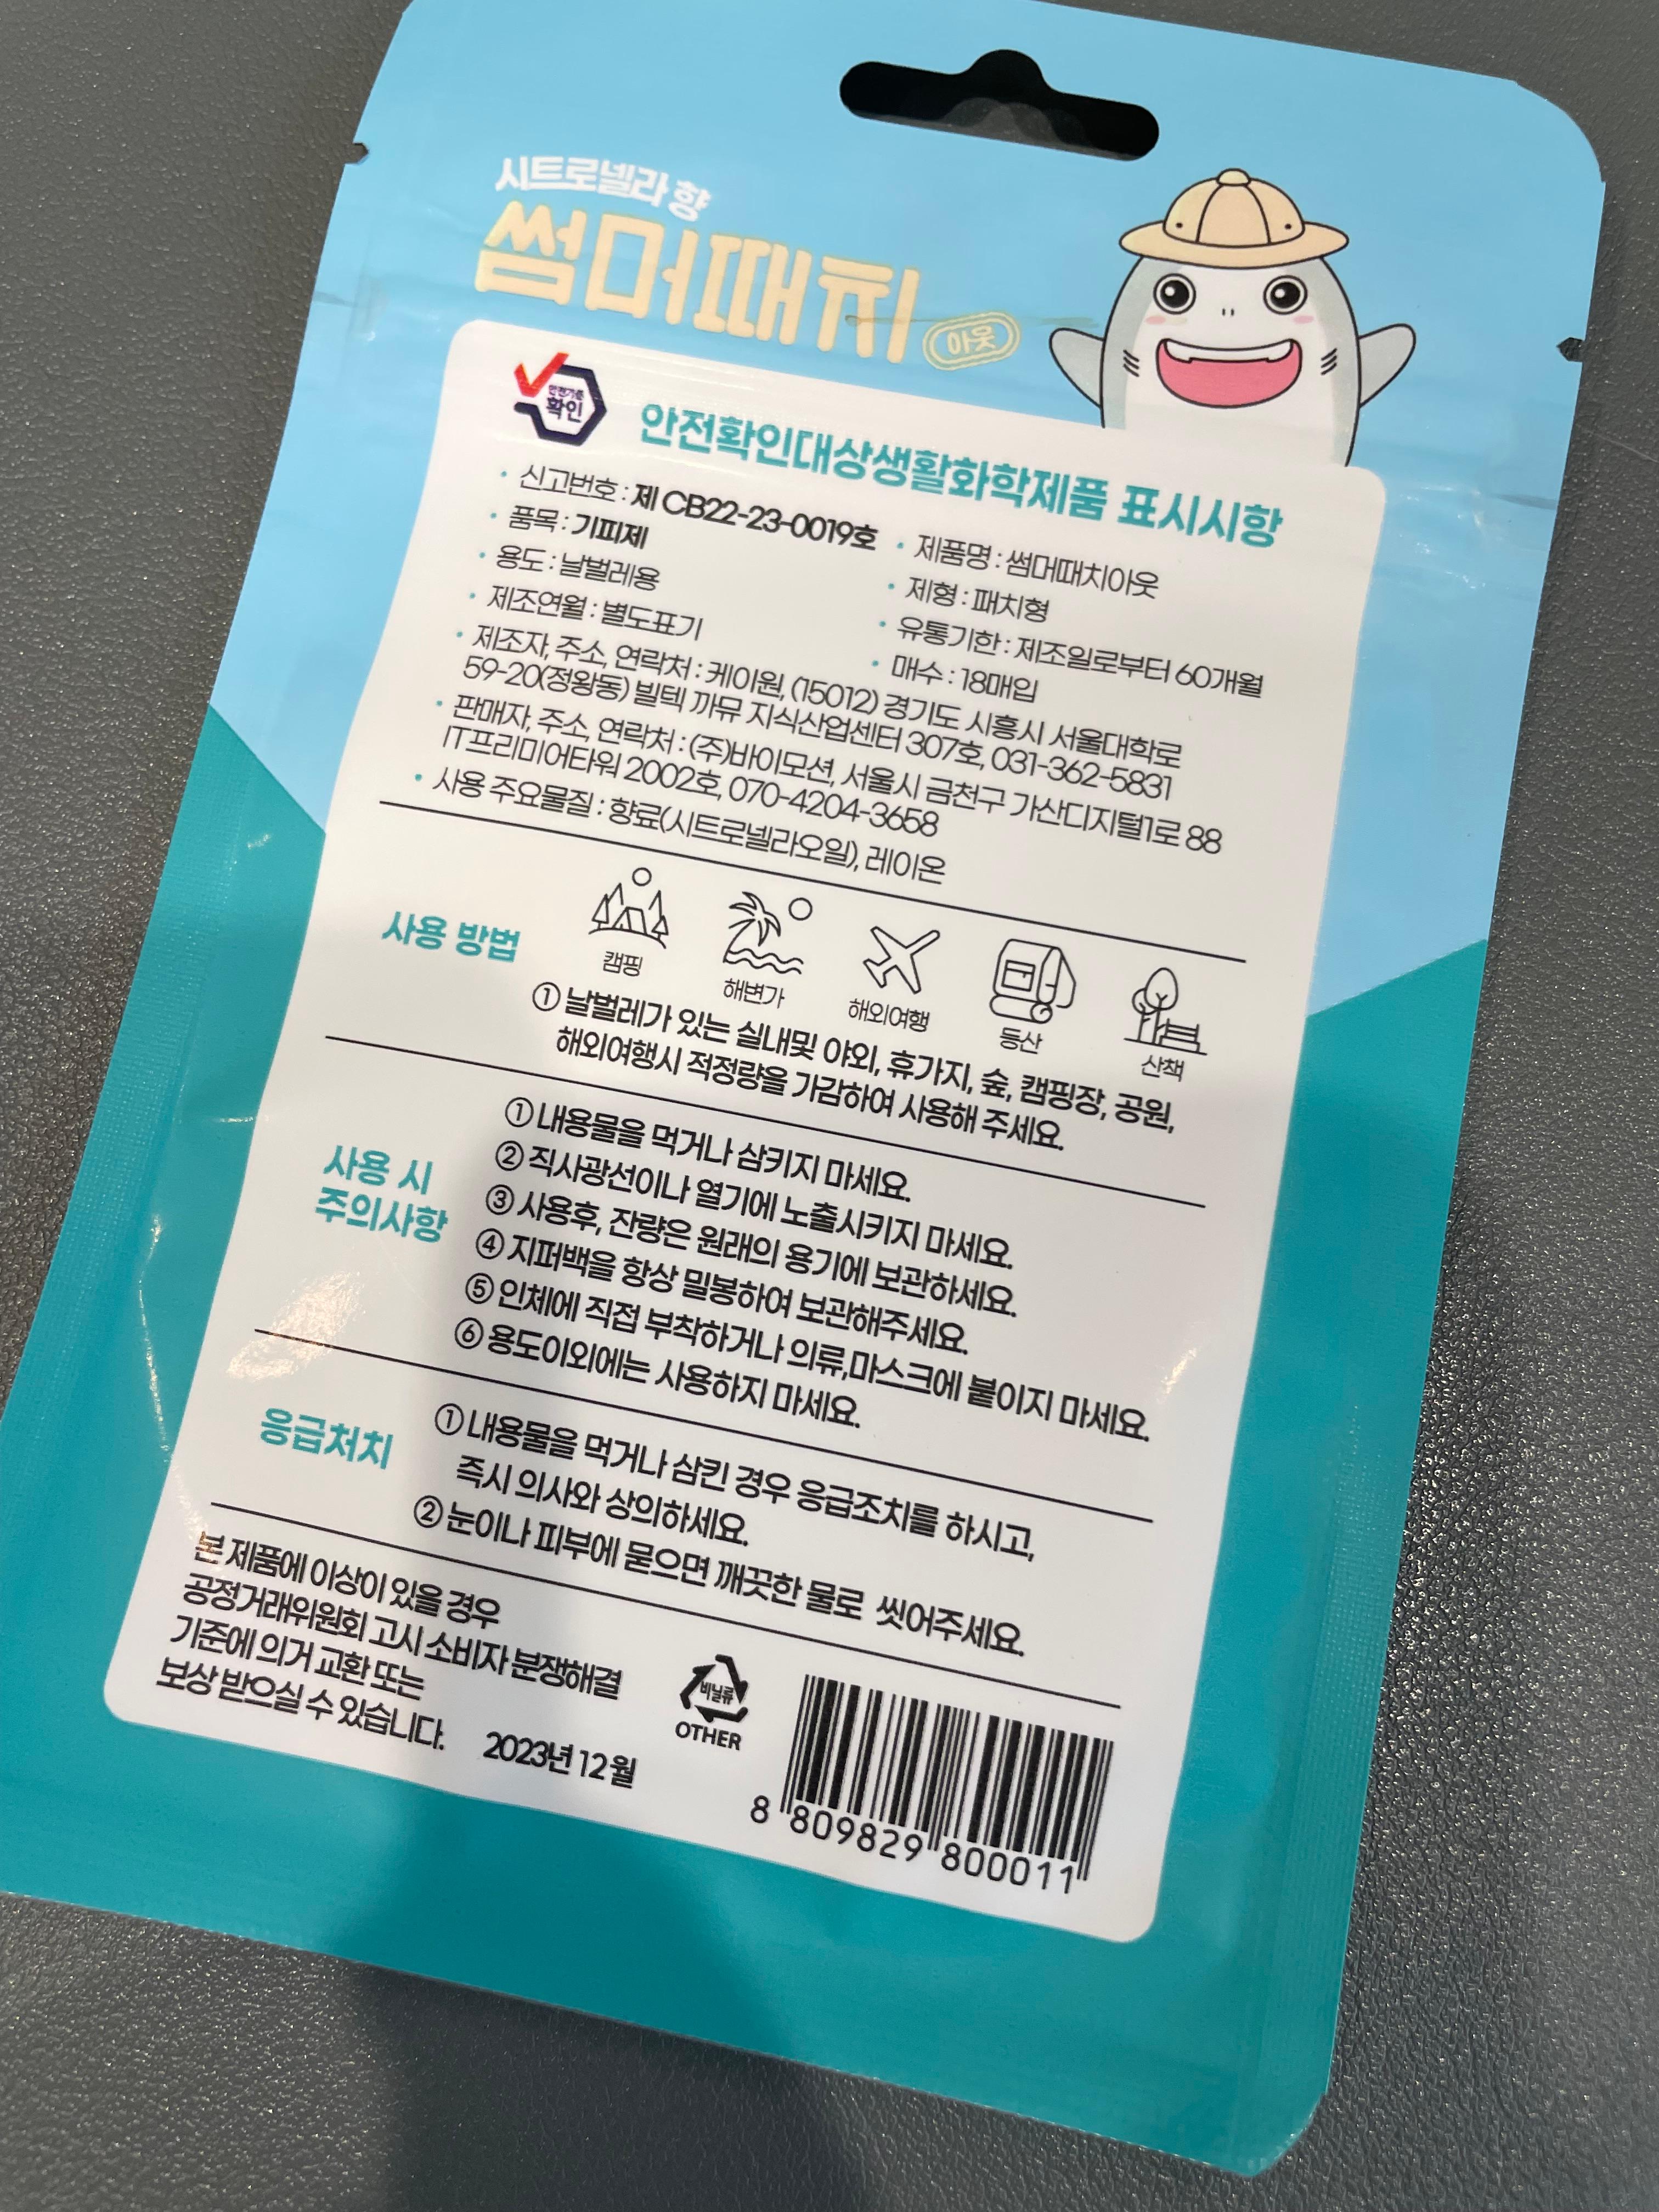 시트로넬라 향
썸머때치
아웃
안전기준
확인
안전확인대상생활화학제품 표시시항
• 신고번호 : 제 CB22-23-0019호
• 제품명 : 썸머때치아웃
• 품목 : 기피제
• 제형 : 패치형
• 용도 : 날벌레용
• 유통기한 : 제조일로부터 60개월
• 제조연월 : 별도표기
• 매수 : 18매입
• 제조자, 주소, 연락처 : 케이원, (15012) 경기도 시흥시 서울대학로
59-20(정왕동) 빌텍 까뮤 지식산업센터 307호, 031-362-5831
• 판매자, 주소, 연락처 : (주)바이모션, 서울시 금천구 가산디지털1로 88
IT프리미어타워 2002호, 070-4204-3658
• 사용 주요물질 : 향료(시트로넬라오일), 레이온
사용 방법
캠핑
해변가
해외여행
등산
산책
① 날벌레가 있는 실내및 야외, 휴가지, 숲, 캠핑장, 공원,
해외여행시 적정량을 가감하여 사용해 주세요.
사용 시
주의사항
① 내용물을 먹거나 삼키지 마세요.
② 직사광선이나 열기에 노출시키지 마세요.
③ 사용후, 잔량은 원래의 용기에 보관하세요.
④ 지퍼백을 항상 밀봉하여 보관해주세요.
⑤ 인체에 직접 부착하거나 의류,마스크에 붙이지 마세요.
⑥ 용도이외에는 사용하지 마세요.
응급처치
① 내용물을 먹거나 삼킨 경우 응급조치를 하시고,
즉시 의사와 상의하세요.
② 눈이나 피부에 묻으면 깨끗한 물로 씻어주세요.
본 제품에 이상이 있을 경우
공정거래위원회 고시 소비자 분쟁해결
기준에 의거 교환 또는
보상 받으실 수 있습니다.
2023년 12월
비닐류
OTHER
8 809829 800011